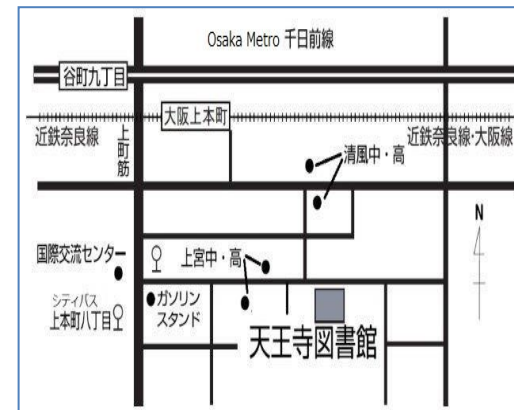 Osaka Metro 千日前線
谷町九丁目
大阪上本町
近鉄奈良線
近鉄奈良線・大阪線
上町筋
清風中・高
N
国際交流センター
上宮中・高
シティバス
上本町八丁目
ガソリン
スタンド
天王寺図書館